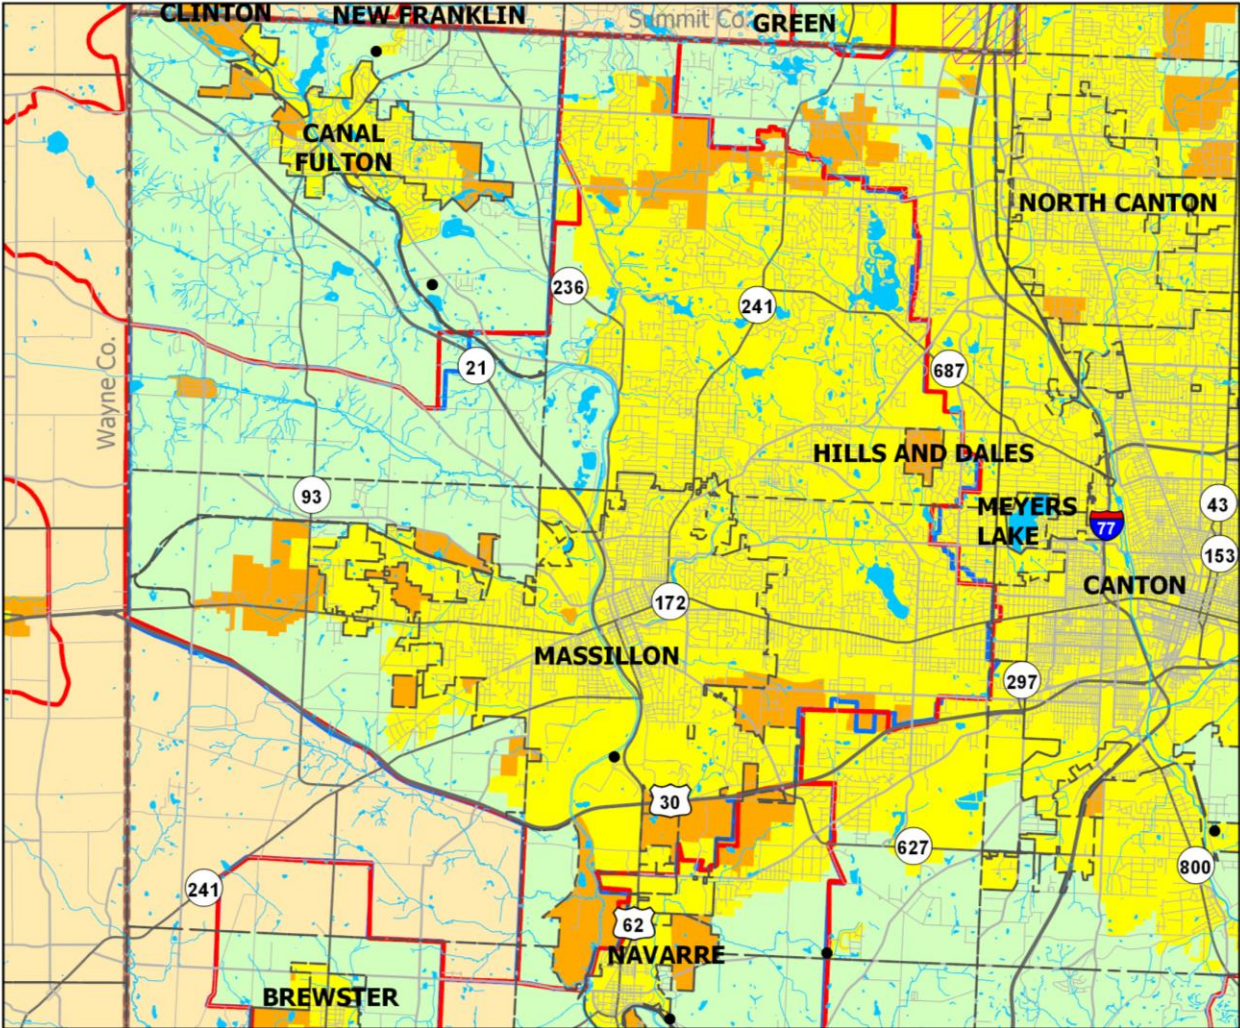 CLINTON
NEW FRANKLIN
Summit Co.
GREEN
CANAL
FULTON
NORTH CANTON
236
241
Wayne Co.
21
687
HILLS AND DALES
93
MEYERS
LAKE
43
77
153
CANTON
172
MASSILLON
297
30
627
800
241
62
NAVARRE
BREWSTER